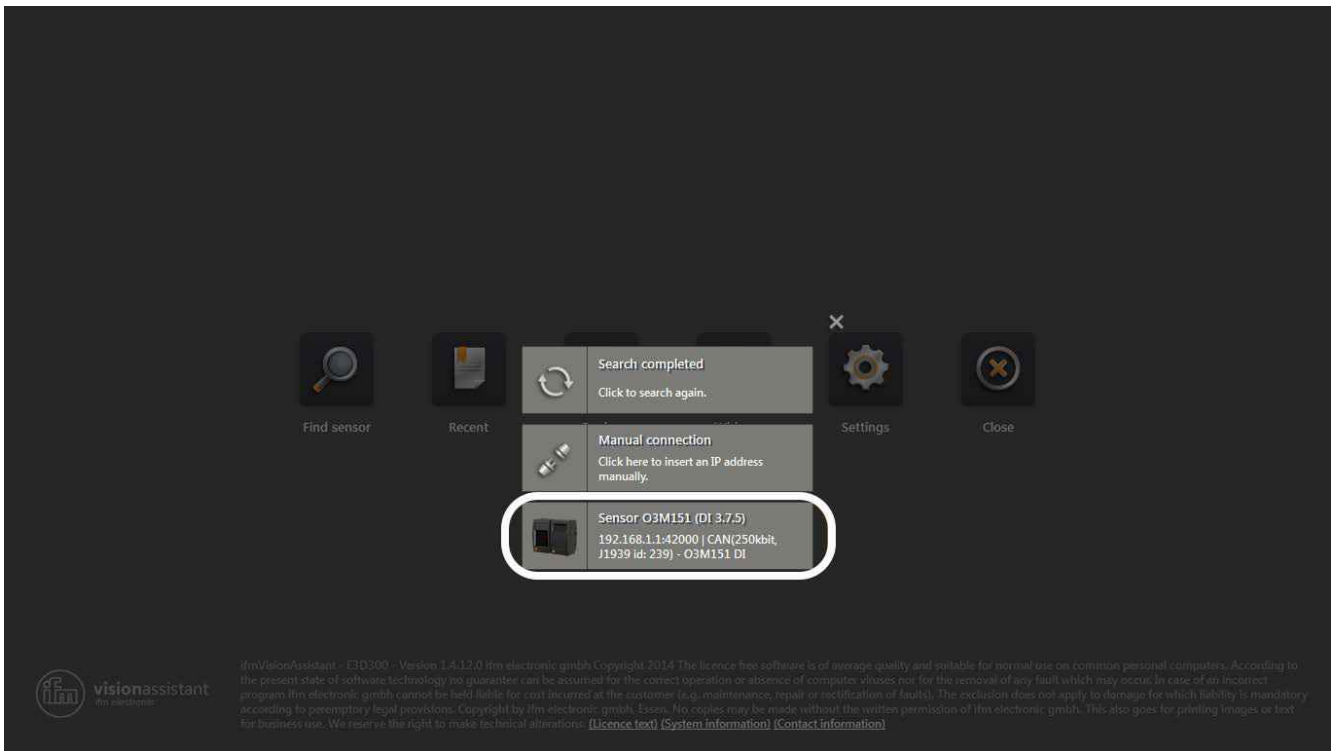 Search completed
Click to search again.
Find sensor
Recent
Settings
Close
Manual connection
Click here to insert an IP address
manually.
Sensor O3M151 (DI 3.7.5)
192.168.1.1:42000 | CAN(250kbit,
J1939 id: 239) - O3M151 DI
ifm
visionassistant
ifm electronic
ifmVisionAssistant - E3D300 - Version 1.4.12.0 ifm electronic gmbh Copyright 2014 The licence free software is of average quality and suitable for normal use on common personal computers. According to
the present state of software technology no guarantee can be assumed for the correct operation or absence of computer viruses nor for the removal of any fault which may occur. In case of an incorrect
program ifm electronic gmbh cannot be held liable for cost incurred at the customer (e.g. maintenance, repair or rectification of faults). The exclusion does not apply to damage for which liability is mandatory
according to peremptory legal provisions. Copyright by ifm electronic gmbh, Essen. No copies may be made without the written permission of ifm electronic gmbh. This also goes for printing images or text
for business use. We reserve the right to make technical alterations. (Licence text) (System information) (Contact information)